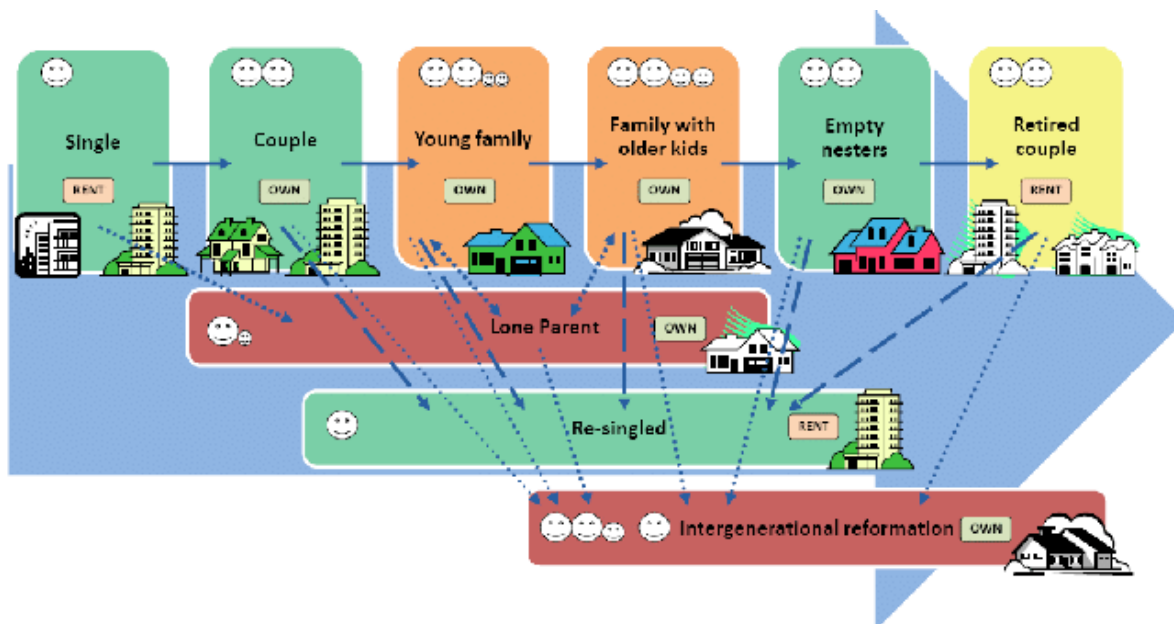 Single
RENT
Couple
OWN
Young family
OWN
Family with
older kids
OWN
Empty
nesters
OWN
Retired
couple
RENT
Lone Parent
OWN
Re-singled
RENT
Intergenerational reformation
OWN